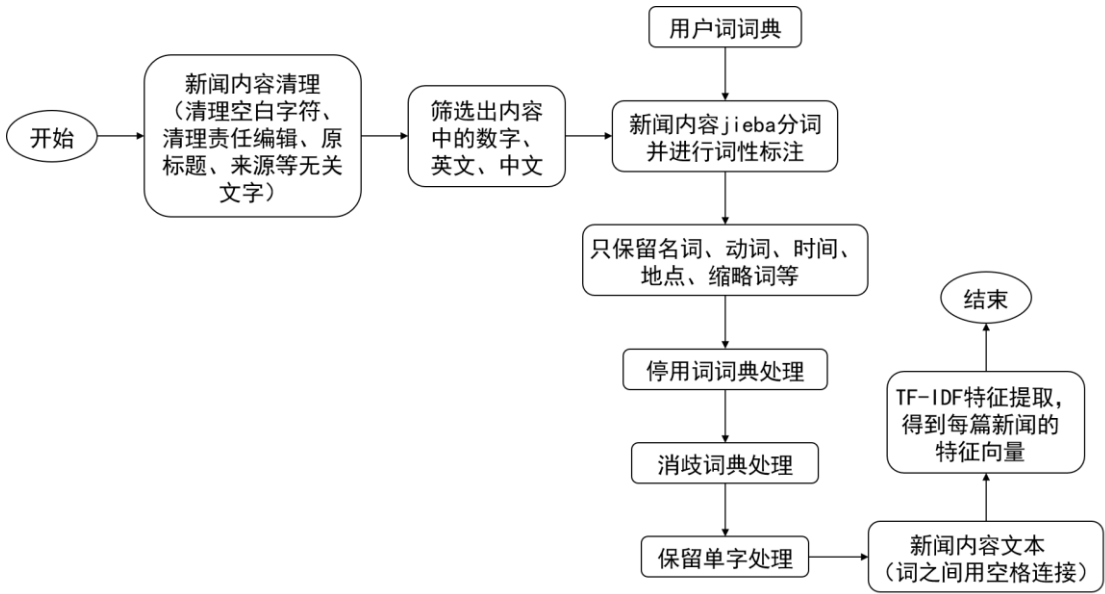 开始
新闻内容清理
（清理空白字符、
清理责任编辑、原
标题、来源等无关
文字）
筛选出内容
中的数字、
英文、中文
用户词词典
新闻内容jieba分词
并进行词性标注
只保留名词、动词、时间、
地点、缩略词等
停用词词典处理
消歧词典处理
保留单字处理
新闻内容文本
（词之间用空格连接）
TF-IDF特征提取，
得到每篇新闻的
特征向量
结束